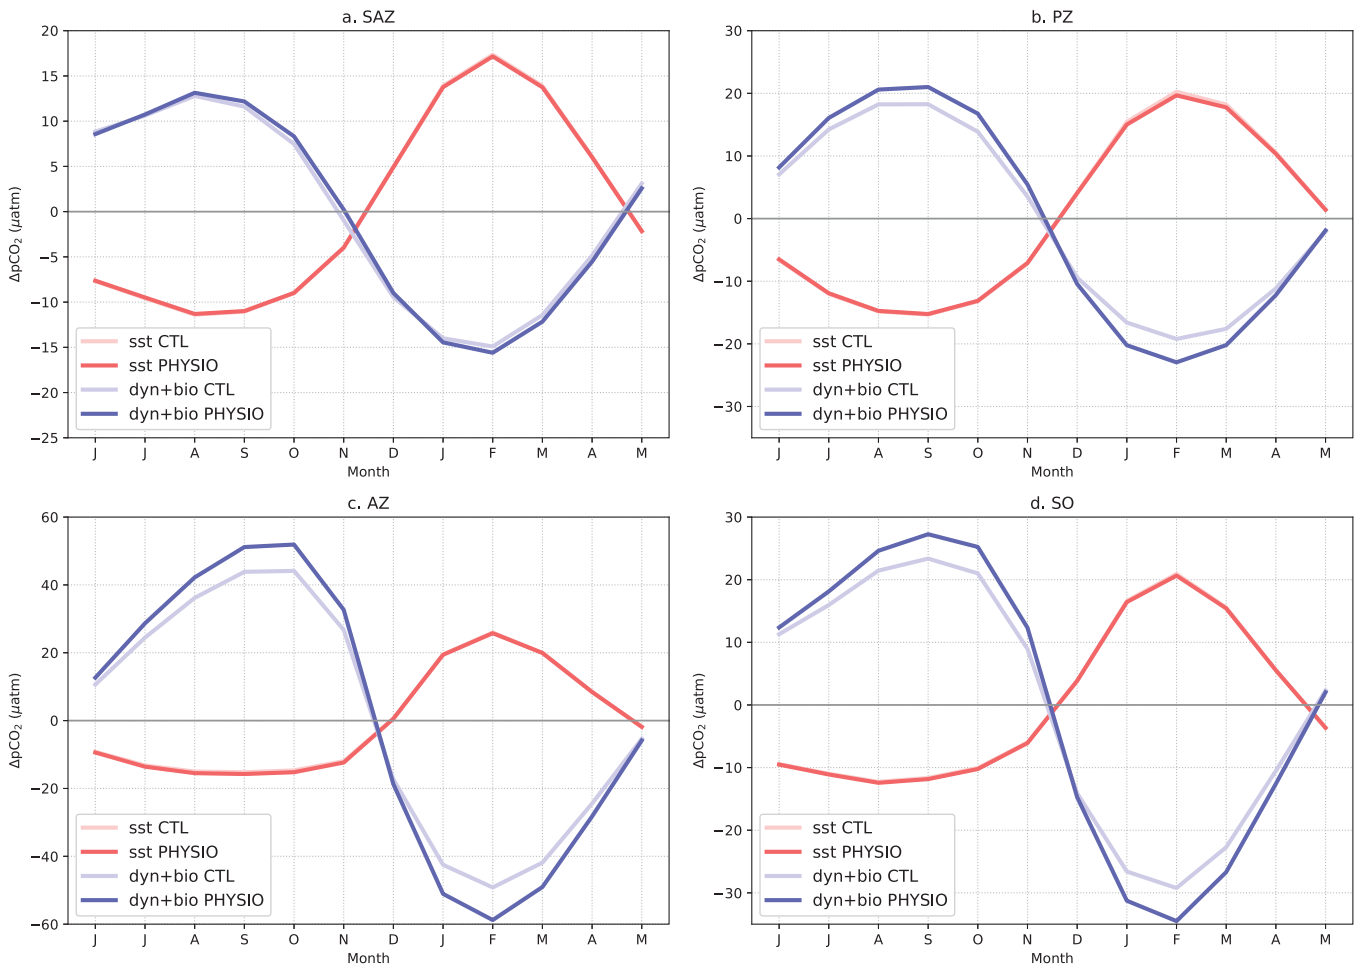 a. SAZ
20
15
10
5
0
−5
−10
−15
−20
−25
ΔpCO₂ (μatm)
sst CTL
sst PHYSIO
dyn+bio CTL
dyn+bio PHYSIO
J J A S O N D J F M A M
Month
b. PZ
30
20
10
0
−10
−20
−30
ΔpCO₂ (μatm)
sst CTL
sst PHYSIO
dyn+bio CTL
dyn+bio PHYSIO
J J A S O N D J F M A M
Month
c. AZ
60
40
20
0
−20
−40
−60
ΔpCO₂ (μatm)
sst CTL
sst PHYSIO
dyn+bio CTL
dyn+bio PHYSIO
J J A S O N D J F M A M
Month
d. SO
30
20
10
0
−10
−20
−30
ΔpCO₂ (μatm)
sst CTL
sst PHYSIO
dyn+bio CTL
dyn+bio PHYSIO
J J A S O N D J F M A M
Month